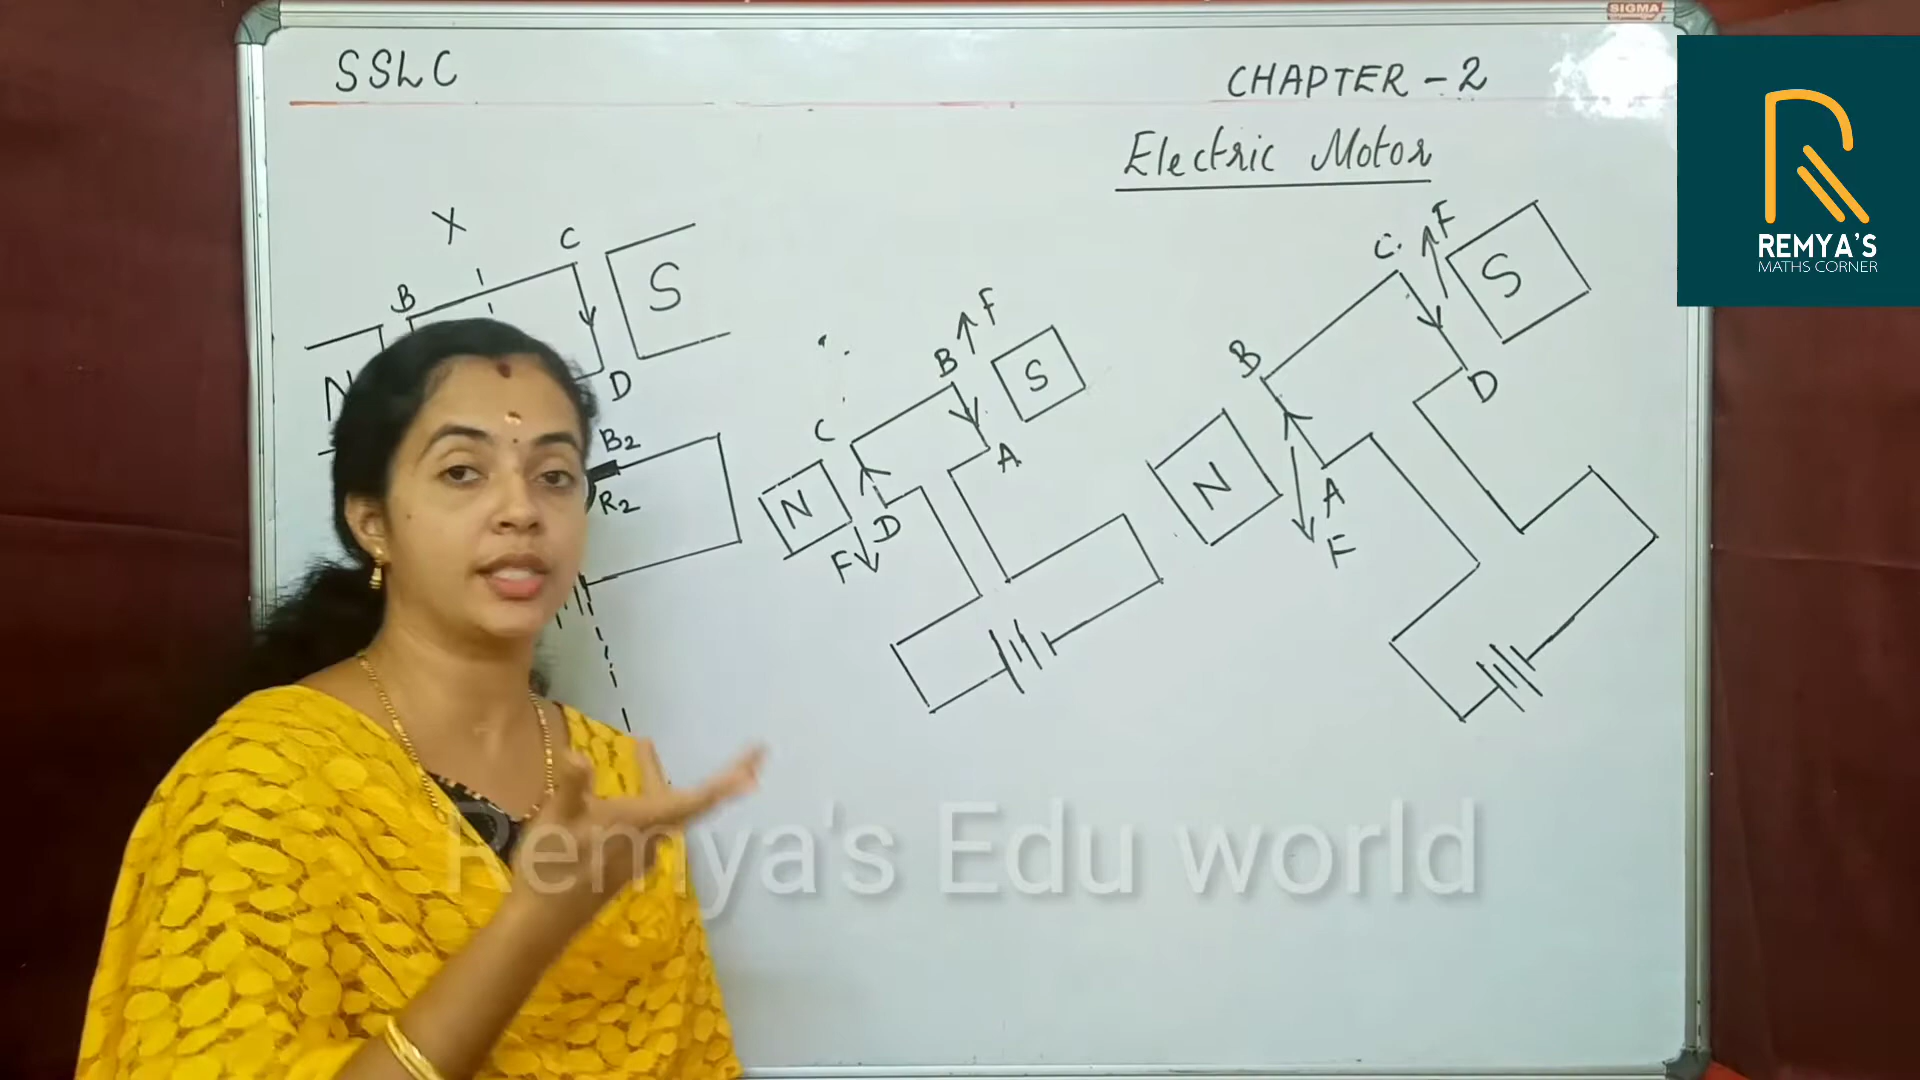 SIGMA
SSLC
CHAPTER - 2
Electric Motor
REMYA'S
MATHS CORNER
X
C
B
S
N
D
B2
R2
F
B
S
C
A
N
D
F
F
C
S
B
D
N
A
F
Remya's Edu world